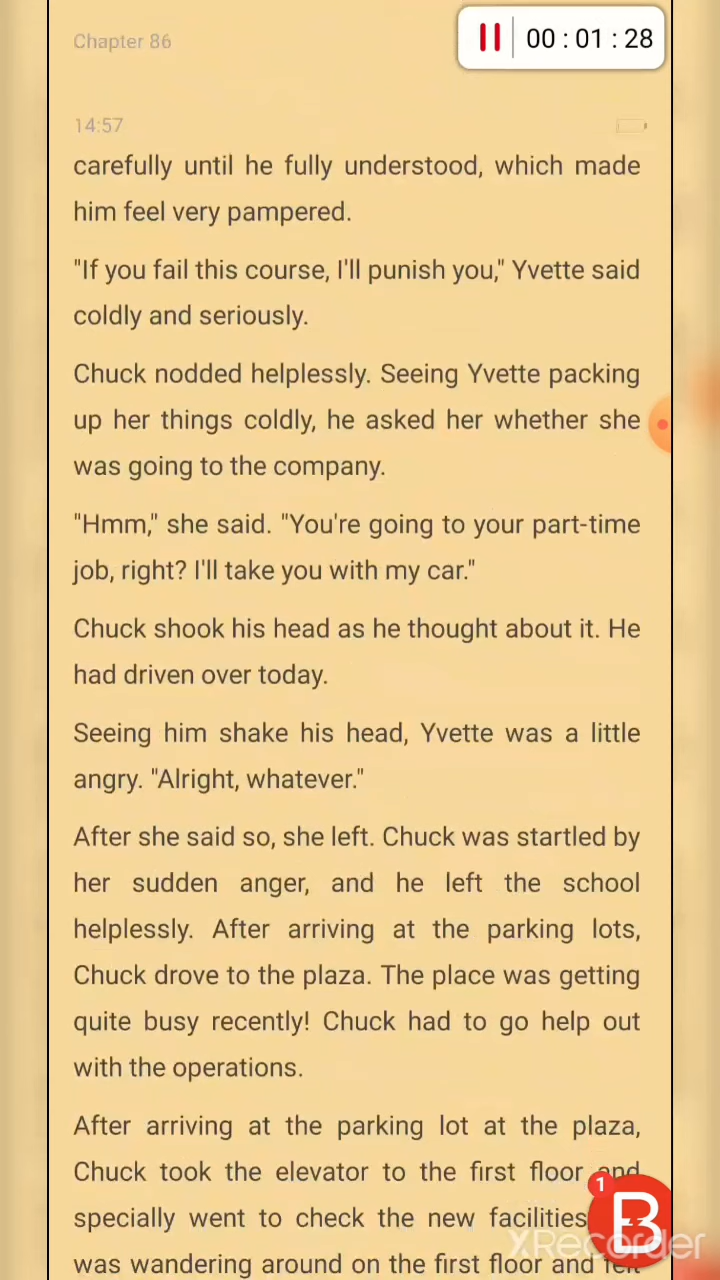 Chapter 86
00 : 01 : 28
14:57
carefully until he fully understood, which made
him feel very pampered.
"If you fail this course, I'll punish you," Yvette said
coldly and seriously.
Chuck nodded helplessly. Seeing Yvette packing
up her things coldly, he asked her whether she
was going to the company.
"Hmm," she said. "You're going to your part-time
job, right? I'll take you with my car."
Chuck shook his head as he thought about it. He
had driven over today.
Seeing him shake his head, Yvette was a little
angry. "Alright, whatever."
After she said so, she left. Chuck was startled by
her sudden anger, and he left the school
helplessly. After arriving at the parking lots,
Chuck drove to the plaza. The place was getting
quite busy recently! Chuck had to go help out
with the operations.
After arriving at the parking lot at the plaza,
Chuck took the elevator to the first floor and
specially went to check the new facilities
1
B
XRecorder
was wandering around on the first floor and felt